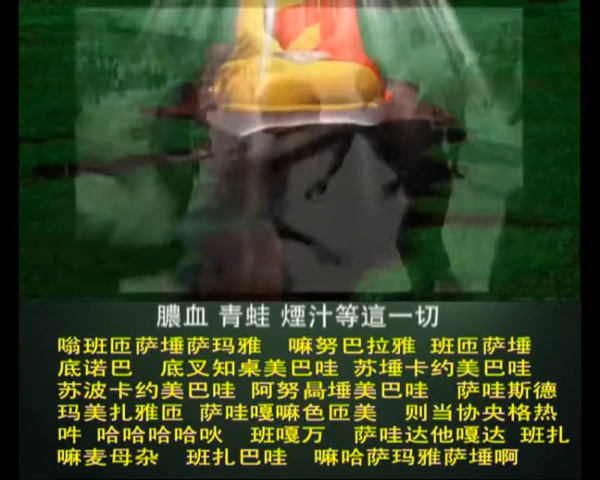 膿血 青蛙 煙汁等這一切
嗡班匝萨埵萨玛雅 嘛努巴拉雅 班匝萨埵
底诺巴 底叉知桌美巴哇 苏埵卡约美巴哇
苏波卡约美巴哇 阿努曷埵美巴哇 萨哇斯德
玛美扎雅匝 萨哇嘎嘛色匝美 则当协央格热
吽 哈哈哈哈吙 班嘎万 萨哇达他嘎达 班扎
嘛麦母杂 班扎巴哇 嘛哈萨玛雅萨埵啊